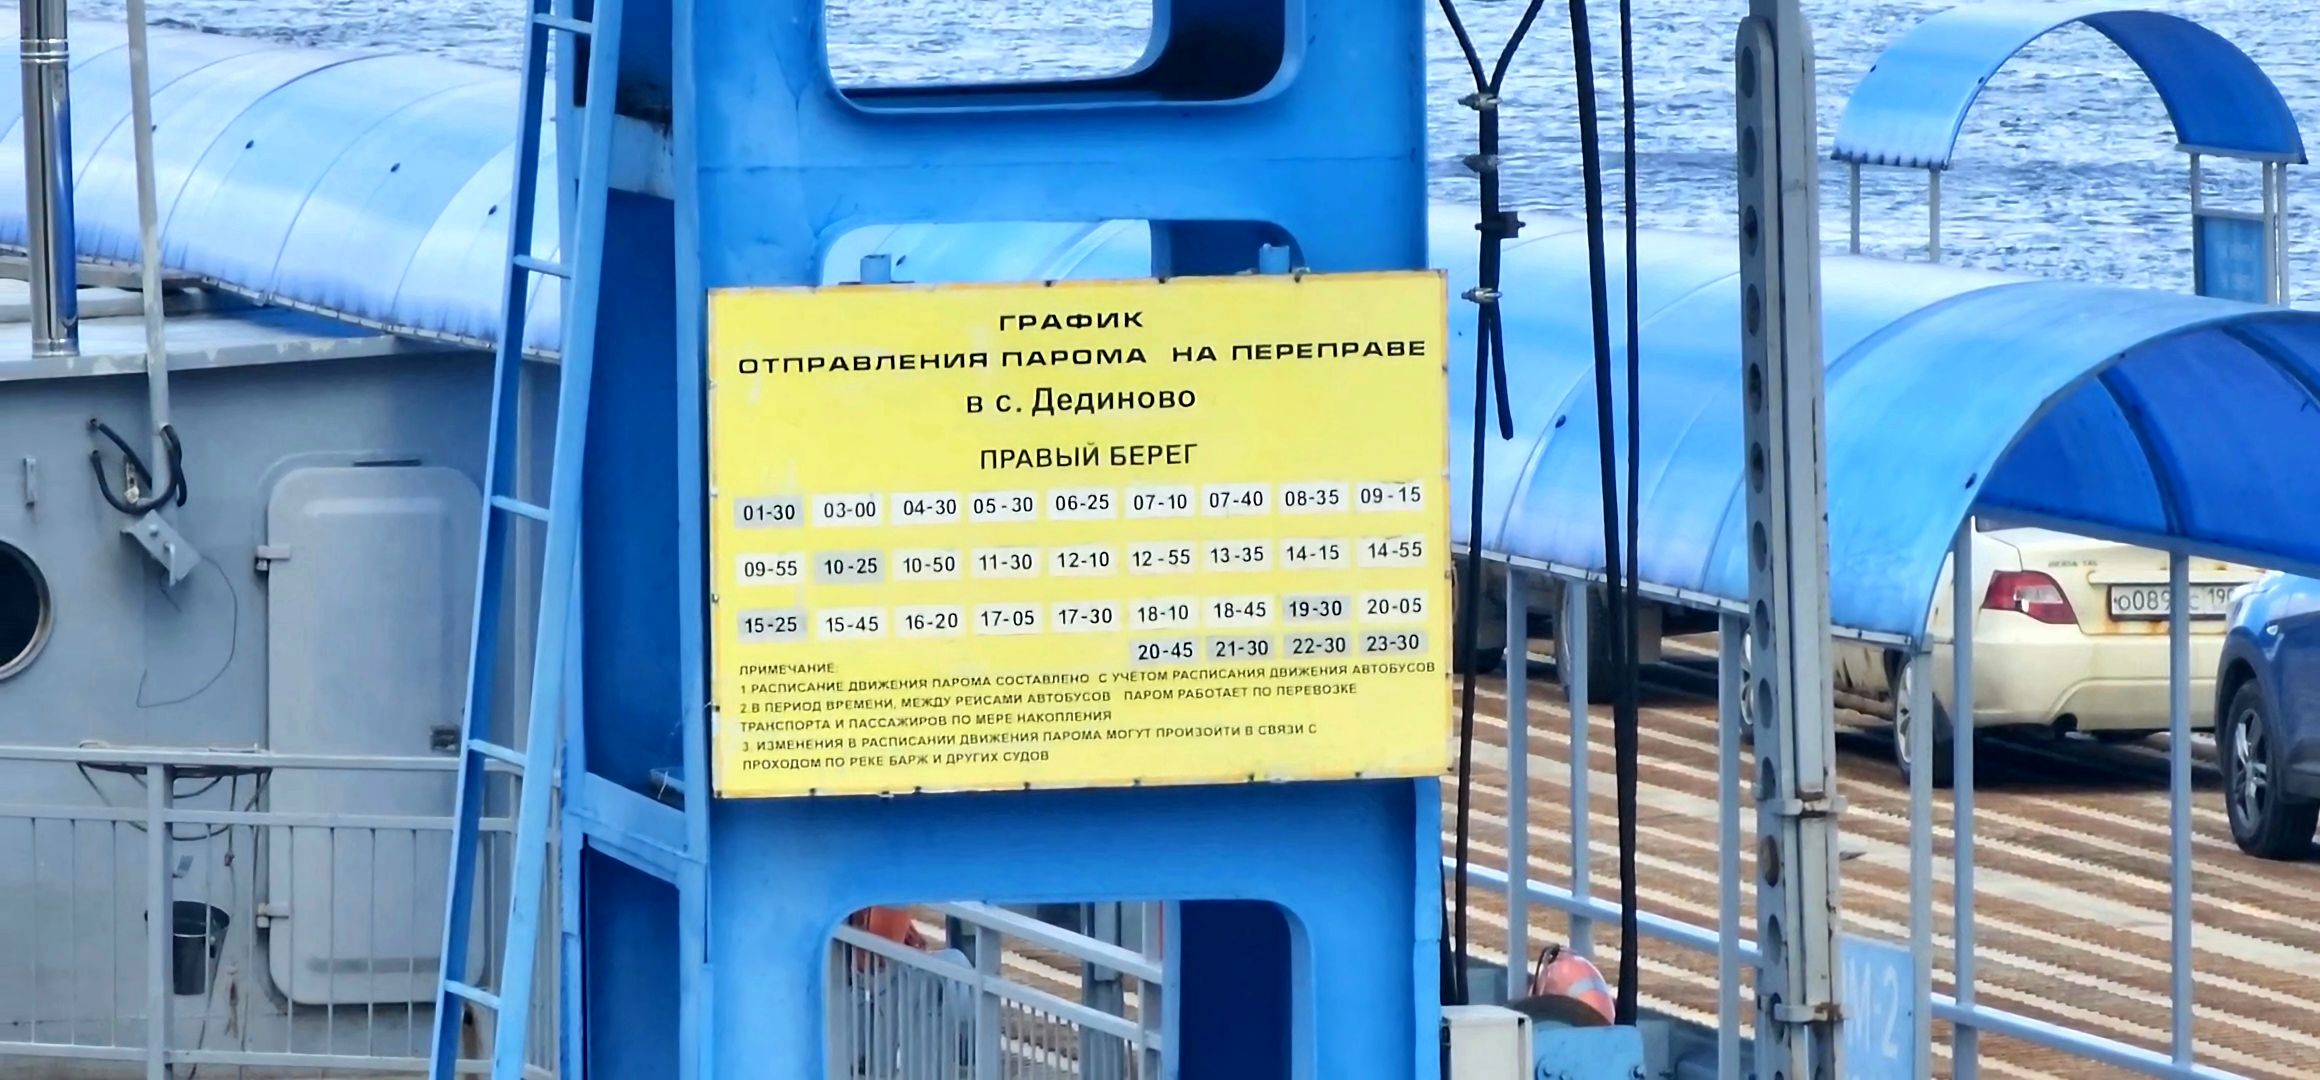 ГРАФИК
ОТПРАВЛЕНИЯ ПАРОМА НА ПЕРЕПРАВЕ
в с. Дединово
ПРАВЫЙ БЕРЕГ
01-30 03-00 04-30 05-30 06-25 07-10 07-40 08-35 09-15
09-55 10-25 10-50 11-30 12-10 12-55 13-35 14-15 14-55
15-25 15-45 16-20 17-05 17-30 18-10 18-45 19-30 20-05
20-45 21-30 22-30 23-30
ПРИМЕЧАНИЕ:
1 РАСПИСАНИЕ ДВИЖЕНИЯ ПАРОМА СОСТАВЛЕНО С УЧЕТОМ РАСПИСАНИЯ ДВИЖЕНИЯ АВТОБУСОВ
2.В ПЕРИОД ВРЕМЕНИ, МЕЖДУ РЕЙСАМИ АВТОБУСОВ ПАРОМ РАБОТАЕТ ПО ПЕРЕВОЗКЕ
ТРАНСПОРТА И ПАССАЖИРОВ ПО МЕРЕ НАКОПЛЕНИЯ
3. ИЗМЕНЕНИЯ В РАСПИСАНИИ ДВИЖЕНИЯ ПАРОМА МОГУТ ПРОИЗОЙТИ В СВЯЗИ С
ПРОХОДОМ ПО РЕКЕ БАРЖ И ДРУГИХ СУДОВ
М-2